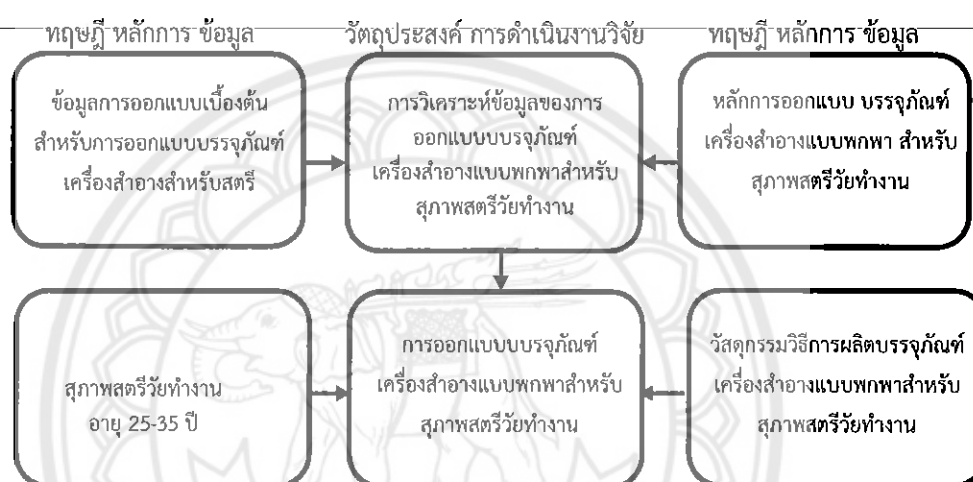 ทฤษฎี หลักการ ข้อมูล
วัตถุประสงค์ การดำเนินงานวิจัย
ทฤษฎี หลักการ ข้อมูล
ข้อมูลการออกแบบเบื้องต้น
สำหรับการออกแบบบรรจุภัณฑ์
เครื่องสำอางสำหรับสตรี
การวิเคราะห์ข้อมูลของการ
ออกแบบบบรจุภัณฑ์
เครื่องสำอางแบบพกพาสำหรับ
สุภาพสตรีวัยทำงาน
หลักการออกแบบ บรรจุภัณฑ์
เครื่องสำอางแบบพกพา สำหรับ
สุภาพสตรีวัยทำงาน
สุภาพสตรีวัยทำงาน
อายุ 25-35 ปี
การออกแบบบบรจุภัณฑ์
เครื่องสำอางแบบพกพาสำหรับ
สุภาพสตรีวัยทำงาน
วัสดุกรรมวิธีการผลิตบรรจุภัณฑ์
เครื่องสำอางแบบพกพาสำหรับ
สุภาพสตรีวัยทำงาน